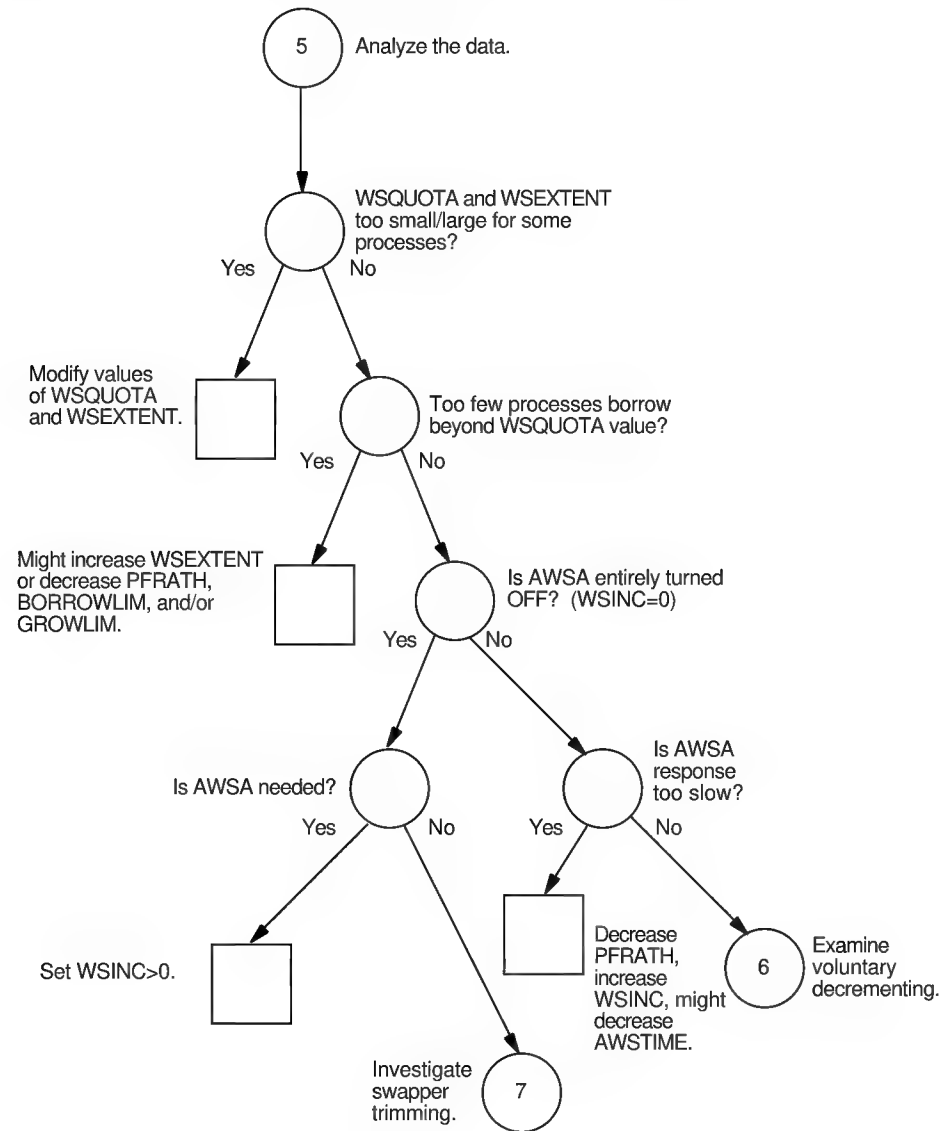 5
Analyze the data.
WSQUOTA and WSEXTENT
too small/large for some
processes?
Yes
No
Modify values
of WSQUOTA
and WSEXTENT.
Too few processes borrow
beyond WSQUOTA value?
Yes
No
Might increase WSEXTENT
or decrease PFRATH,
BORROWLIM, and/or
GROWLIM.
Is AWSA entirely turned
OFF? (WSINC=0)
Yes
No
Is AWSA needed?
Yes
No
Is AWSA
response
too slow?
Yes
No
Set WSINC>0.
Decrease
PFRATH,
increase
WSINC, might
decrease
AWSTIME.
6
Examine
voluntary
decrementing.
Investigate
swapper
trimming.
7